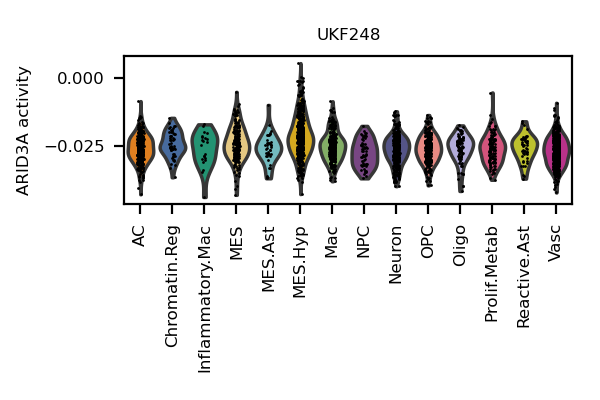 UKF248
ARID3A activity
0.000
−0.025
AC
Chromatin.Reg
Inflammatory.Mac
MES
MES.Ast
MES.Hyp
Mac
NPC
Neuron
OPC
Oligo
Prolif.Metab
Reactive.Ast
Vasc